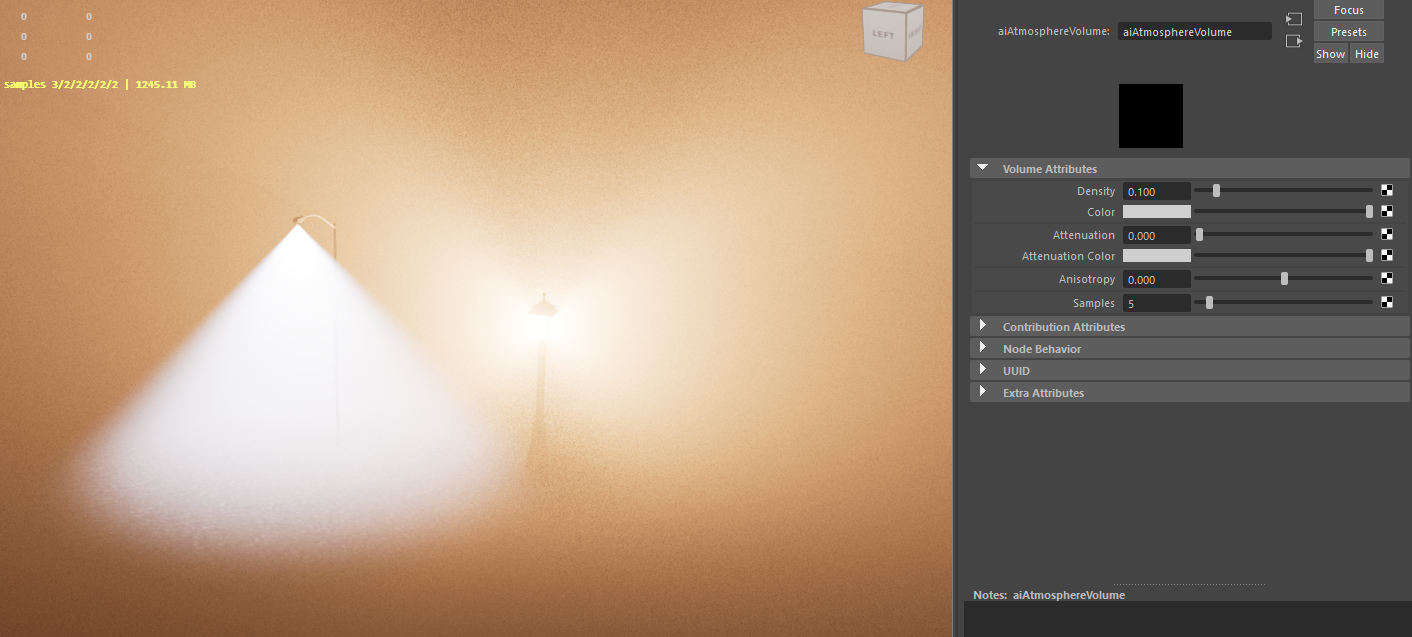 0 0
0 0
0 0
samples 3/2/2/2/2/2 | 1245.11 MB
LEFT
aiAtmosphereVolume: aiAtmosphereVolume
Focus
Presets
Show Hide
Volume Attributes
Density 0.100
Color
Attenuation 0.000
Attenuation Color
Anisotropy 0.000
Samples 5
Contribution Attributes
Node Behavior
UUID
Extra Attributes
Notes: aiAtmosphereVolume